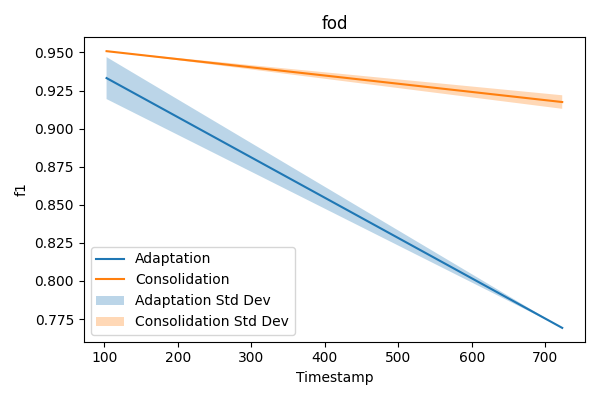 fod
0.950
0.925
0.900
0.875
0.850
0.825
0.800
0.775
f1
Adaptation
Consolidation
Adaptation Std Dev
Consolidation Std Dev
100 200 300 400 500 600 700
Timestamp